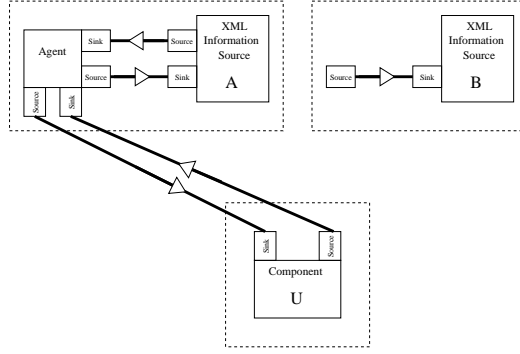 Agent
Sink
Source
Source
Sink
Source
Sink
XML
Information
Source
A
Source
Sink
XML
Information
Source
B
Sink
Source
Component
U